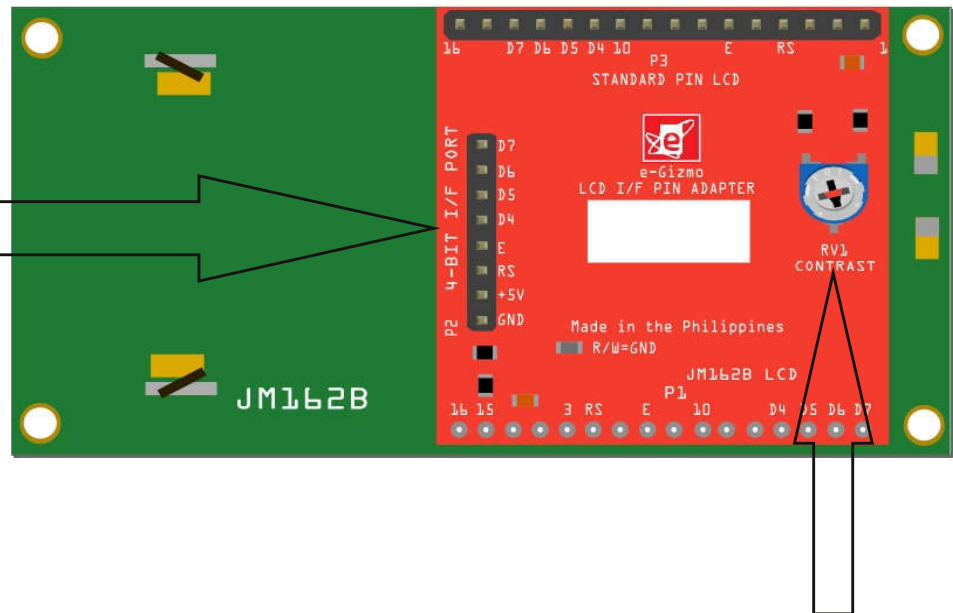 16 D7 D6 D5 D4 10 E RS 1
P3
STANDARD PIN LCD
e
e-Gizmo
LCD I/F PIN ADAPTER
4-BIT I/F PORT
P2
D7
D6
D5
D4
E
RS
+5V
GND
RV1
CONTRAST
Made in the Philippines
R/W=GND
JM162B LCD
P1
16 15 3 RS E 10 D4 D5 D6 D7
JM162B